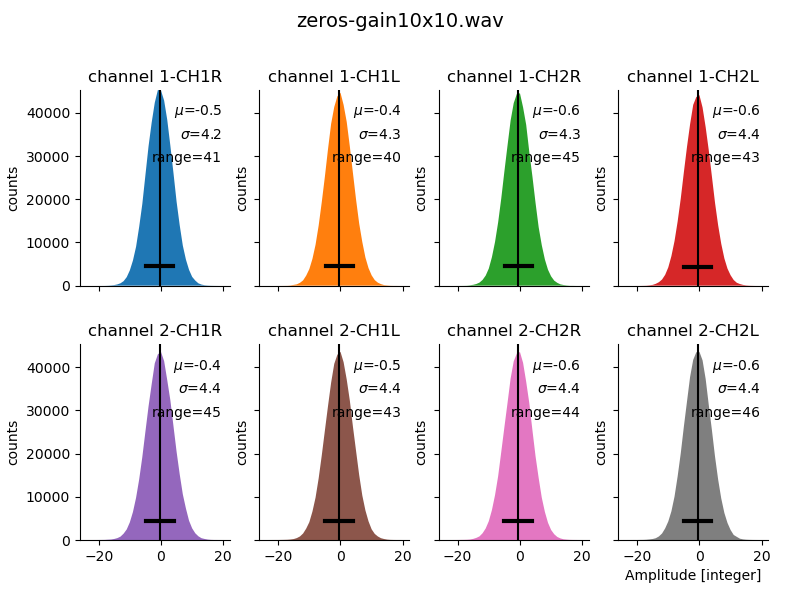 zeros-gain10x10.wav
channel 1-CH1R
channel 1-CH1L
channel 1-CH2R
channel 1-CH2L
40000
30000
20000
10000
0
counts
μ=-0.5
σ=4.2
range=41
counts
μ=-0.4
σ=4.3
range=40
counts
μ=-0.6
σ=4.3
range=45
counts
μ=-0.6
σ=4.4
range=43
channel 2-CH1R
channel 2-CH1L
channel 2-CH2R
channel 2-CH2L
40000
30000
20000
10000
0
counts
μ=-0.4
σ=4.4
range=45
counts
μ=-0.5
σ=4.4
range=43
counts
μ=-0.6
σ=4.4
range=44
counts
μ=-0.6
σ=4.4
range=46
−20 0 20
−20 0 20
−20 0 20
−20 0 20
Amplitude [integer]